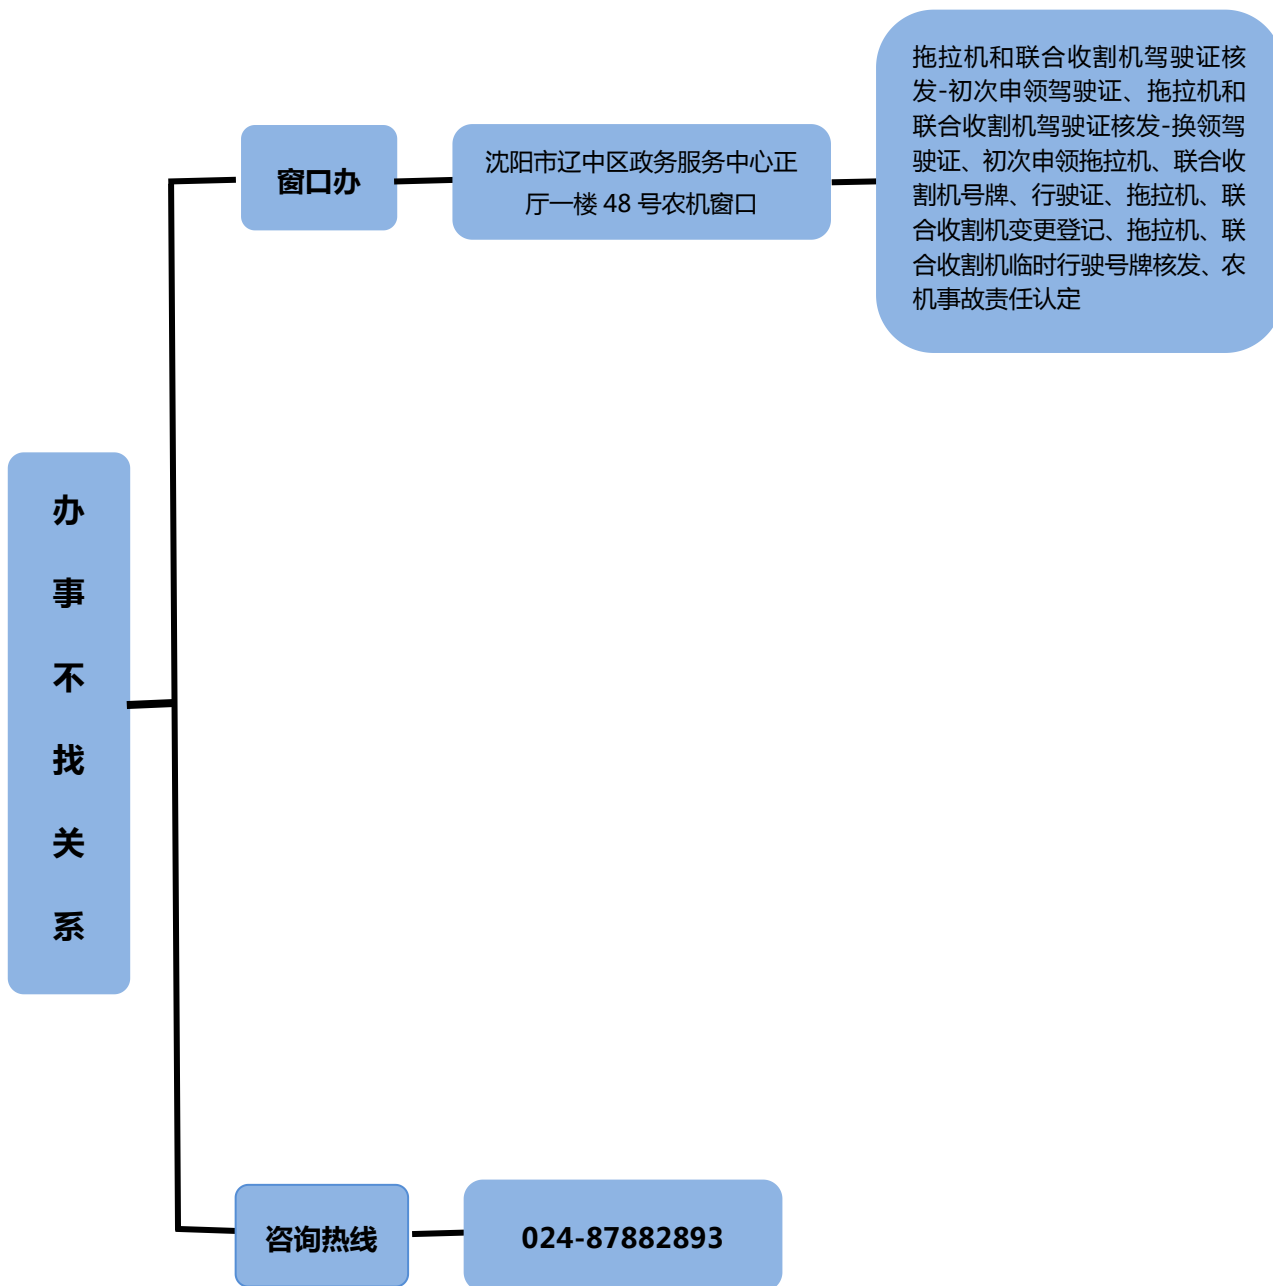 办
事
不
找
关
系
窗口办
沈阳市辽中区政务服务中心正
厅一楼 48 号农机窗口
拖拉机和联合收割机驾驶证核
发-初次申领驾驶证、拖拉机和
联合收割机驾驶证核发-换领驾
驶证、初次申领拖拉机、联合收
割机号牌、行驶证、拖拉机、联
合收割机变更登记、拖拉机、联
合收割机临时行驶号牌核发、农
机事故责任认定
咨询热线
024-87882893